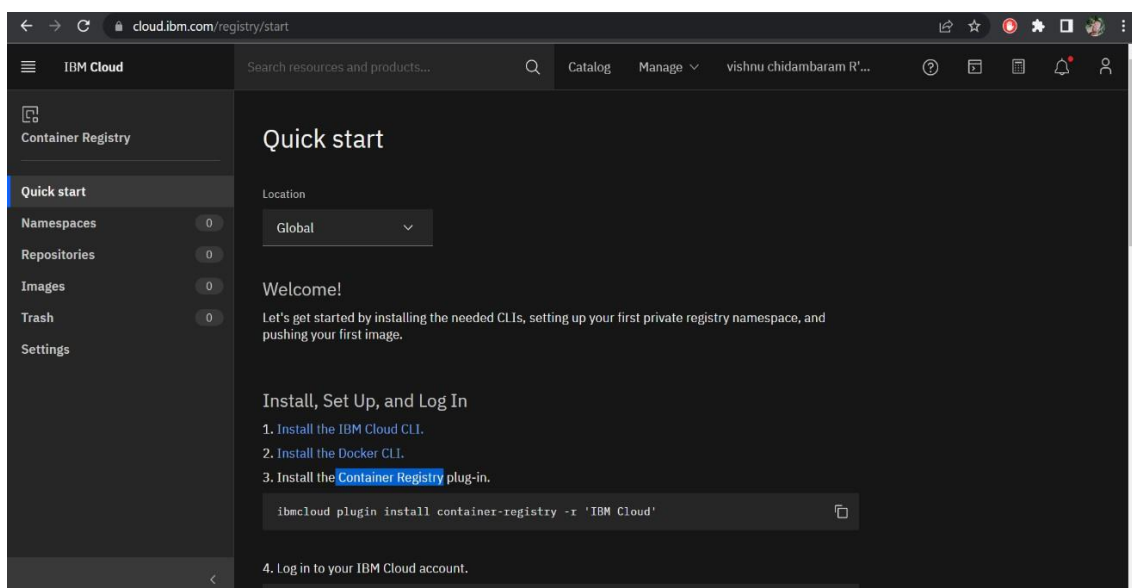 cloud.ibm.com/registry/start
IBM Cloud
Search resources and products...
Catalog
Manage
vishnu chidambaram R'...
Container Registry
Quick start
Namespaces 0
Repositories 0
Images 0
Trash 0
Settings
Quick start
Location
Global
Welcome!
Let's get started by installing the needed CLIs, setting up your first private registry namespace, and
pushing your first image.
Install, Set Up, and Log In
1. Install the IBM Cloud CLI.
2. Install the Docker CLI.
3. Install the Container Registry plug-in.
ibmcloud plugin install container-registry -r 'IBM Cloud'
4. Log in to your IBM Cloud account.